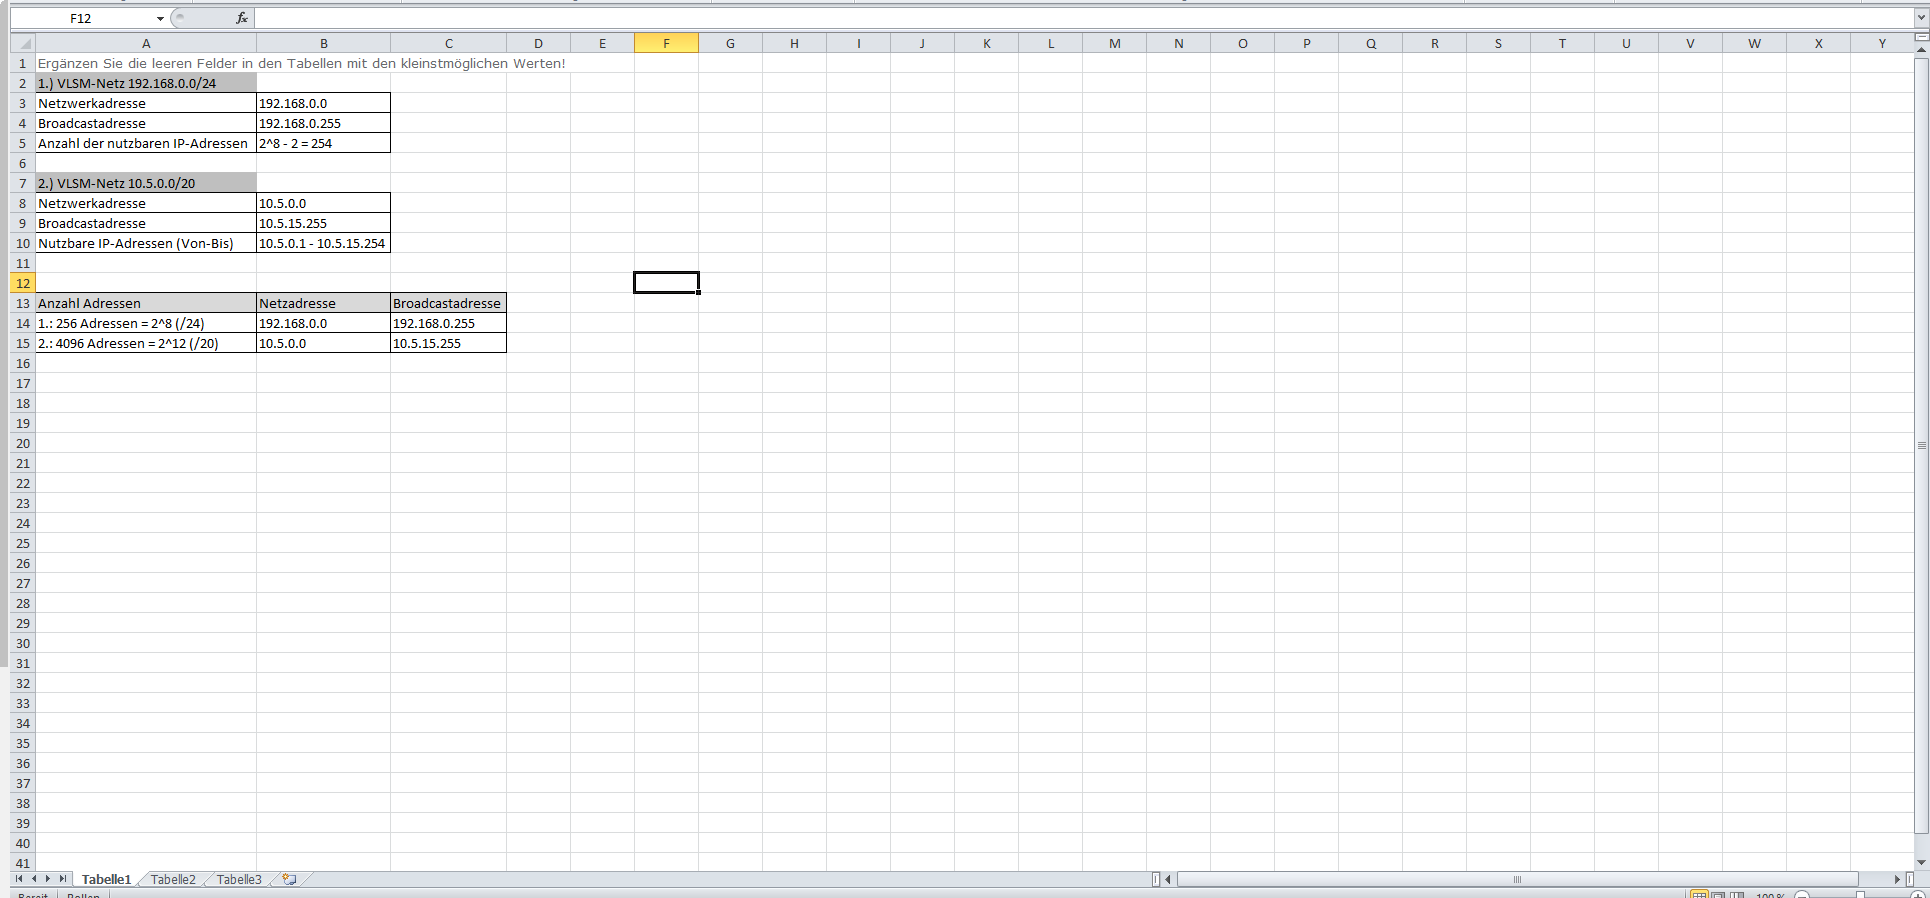 F12 fx
A B C D E F G H I J K L M N O P Q R S T U V W X Y
1 Ergänzen Sie die leeren Felder in den Tabellen mit den kleinstmöglichen Werten!
2 1.) VLSM-Netz 192.168.0.0/24
3 Netzwerkadresse 192.168.0.0
4 Broadcastadresse 192.168.0.255
5 Anzahl der nutzbaren IP-Adressen 2^8 - 2 = 254
6
7 2.) VLSM-Netz 10.5.0.0/20
8 Netzwerkadresse 10.5.0.0
9 Broadcastadresse 10.5.15.255
10 Nutzbare IP-Adressen (Von-Bis) 10.5.0.1 - 10.5.15.254
11
12
13 Anzahl Adressen Netzadresse Broadcastadresse
14 1.: 256 Adressen = 2^8 (/24) 192.168.0.0 192.168.0.255
15 2.: 4096 Adressen = 2^12 (/20) 10.5.0.0 10.5.15.255
16
17
18
19
20
21
22
23
24
25
26
27
28
29
30
31
32
33
34
35
36
37
38
39
40
41
Tabelle1 Tabelle2 Tabelle3
Bereit Rollen 100 %